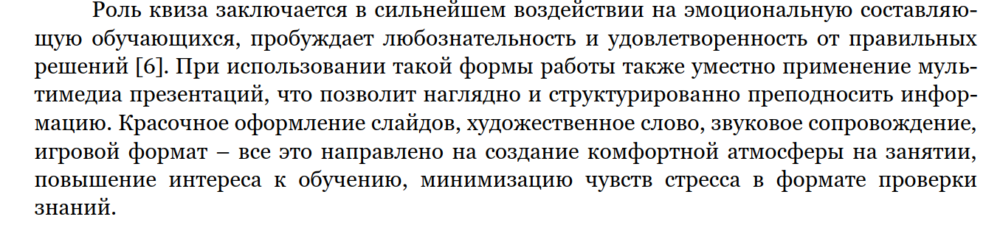 Роль квиза заключается в сильнейшем воздействии на эмоциональную составляю-
щую обучающихся, пробуждает любознательность и удовлетворенность от правильных
решений [6]. При использовании такой формы работы также уместно применение муль-
тимедиа презентаций, что позволит наглядно и структурированно преподносить инфор-
мацию. Красочное оформление слайдов, художественное слово, звуковое сопровождение,
игровой формат – все это направлено на создание комфортной атмосферы на занятии,
повышение интереса к обучению, минимизацию чувств стресса в формате проверки
знаний.